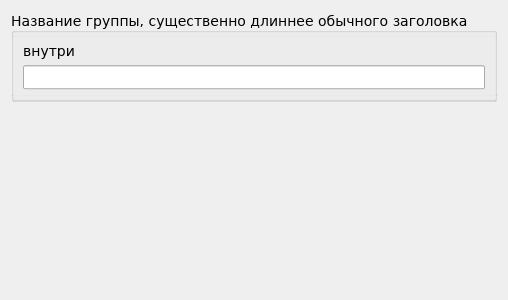 Название группы, существенно длиннее обычного заголовка
внутри